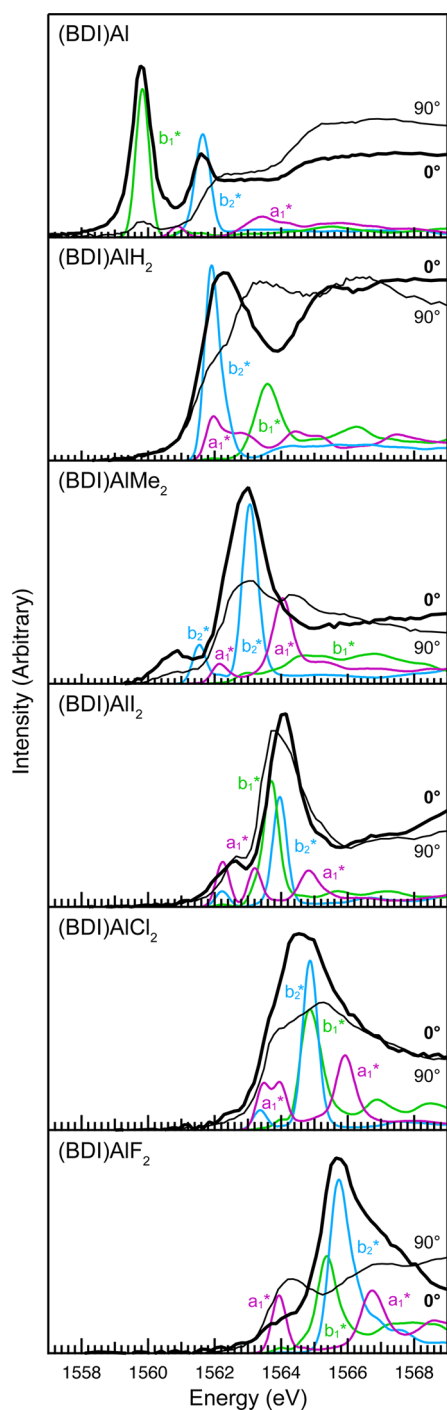 (BDI)Al
90°
b₁*
0°
b₂*
a₁*
(BDI)AlH₂
0°
90°
b₂*
b₁*
a₁*
(BDI)AlMe₂
0°
b₂*
b₁*
a₁*
b₂*
a₁*
90°
(BDI)AlI₂
0°
b₁*
90°
a₁*
b₂*
a₁*
(BDI)AlCl₂
b₂*
b₁*
0°
90°
a₁*
a₁*
(BDI)AlF₂
90°
b₂*
a₁*
a₁*
0°
b₁*
Intensity (Arbitrary)
1558 1560 1562 1564 1566 1568
Energy (eV)